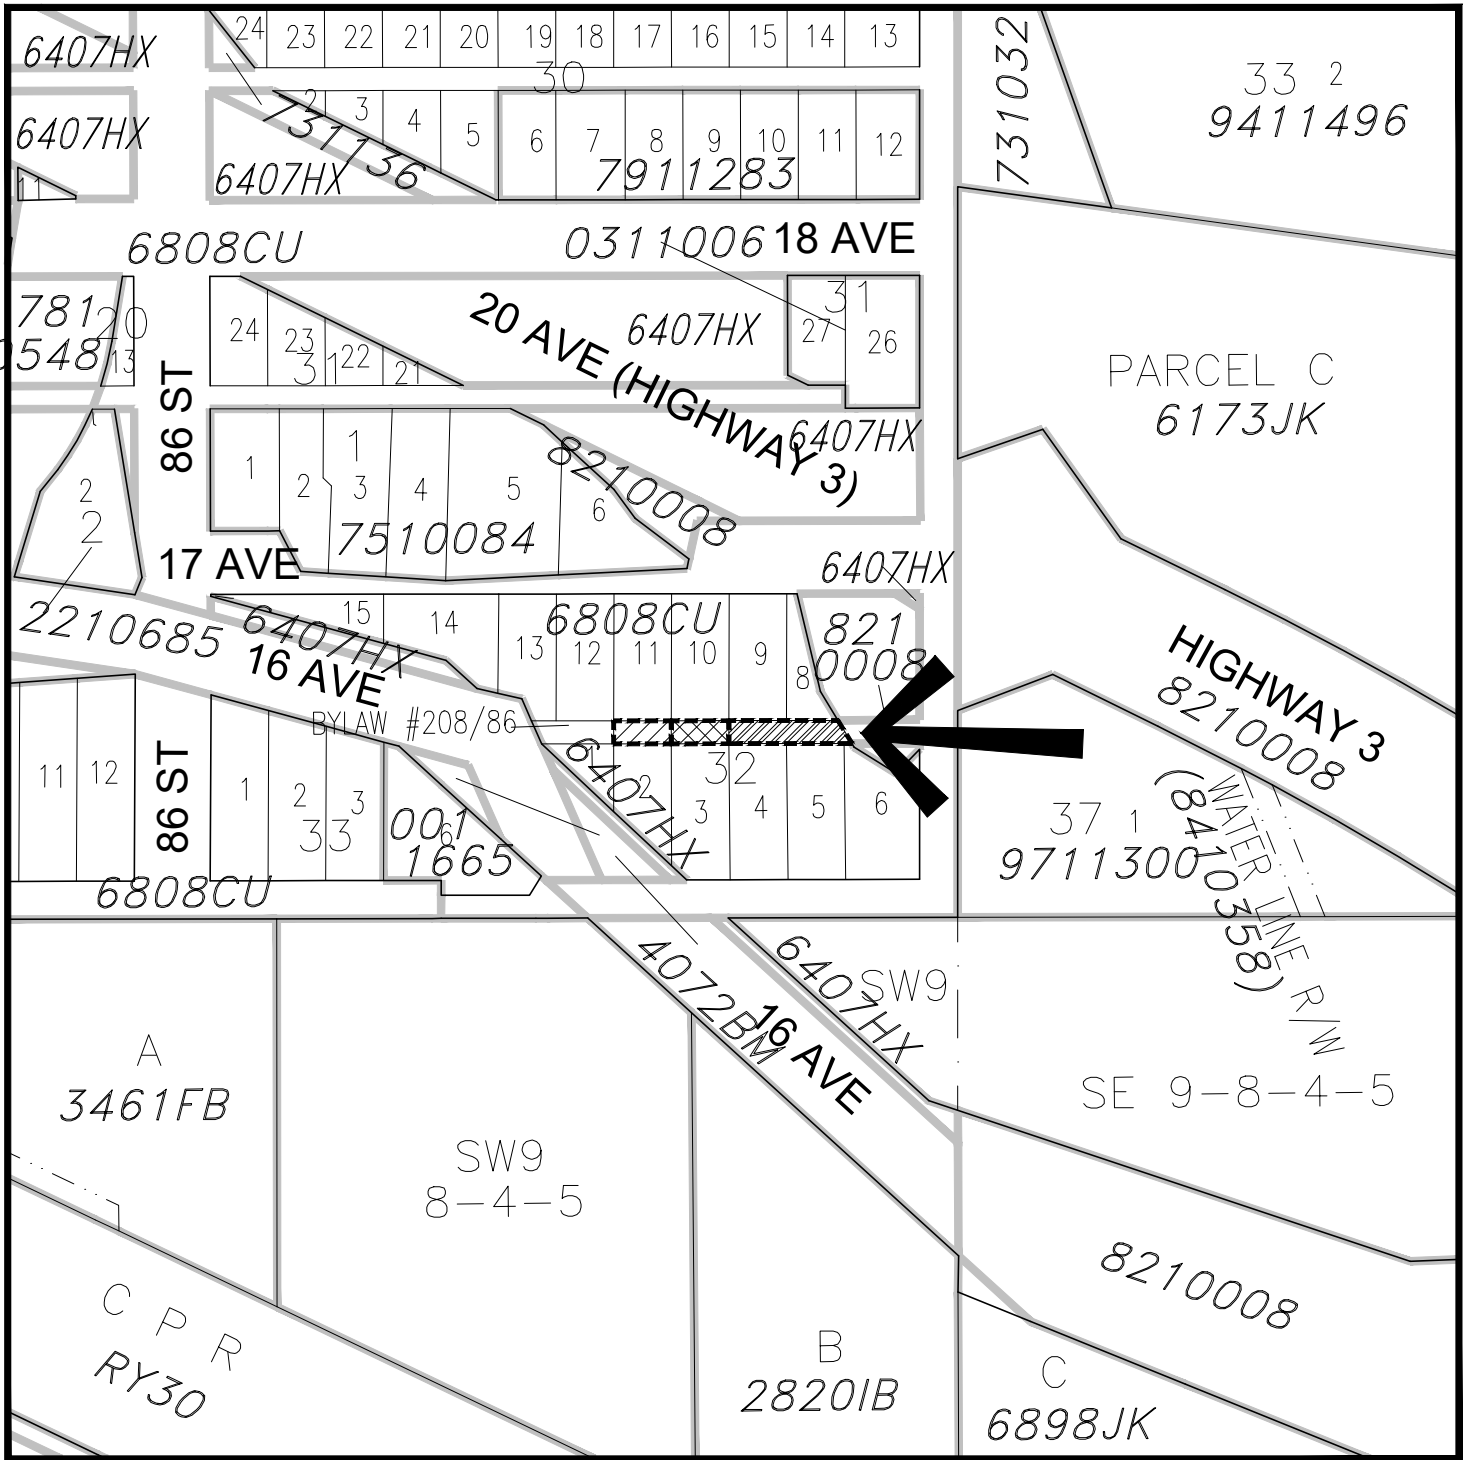 24 23 22 21 20 19 18 17 16 15 14 13
6407HX
30
731032
33 2
9411496
6407HX
2 3 4 5 6 7 8 9 10 11 12
731136
6407HX
7911283
11
6808CU
0311006
18 AVE
781
0548
20
13
24 23 22 21
31
20 AVE (HIGHWAY 3)
6407HX
31
27 26
PARCEL C
6173JK
86 ST
6407HX
1
1 2 3 4 5 6
7510084
8210008
2
2
17 AVE
6407HX
2210685
6407HX
16 AVE
15 14 13 12 11 10 9 8
6808CU
821
0008
HIGHWAY 3
8210008
BYLAW #208/86
6407HX
32
1 2 3 4 5 6
11 12
86 ST
1 2 3
33
001
1665
6
6808CU
37 1
9711300
WATER LINE R/W
(8410358)
4072BM
16 AVE
6407HX
SW9
SE 9-8-4-5
A
3461FB
SW9
8-4-5
8210008
C P R
RY30
B
2820IB
C
6898JK